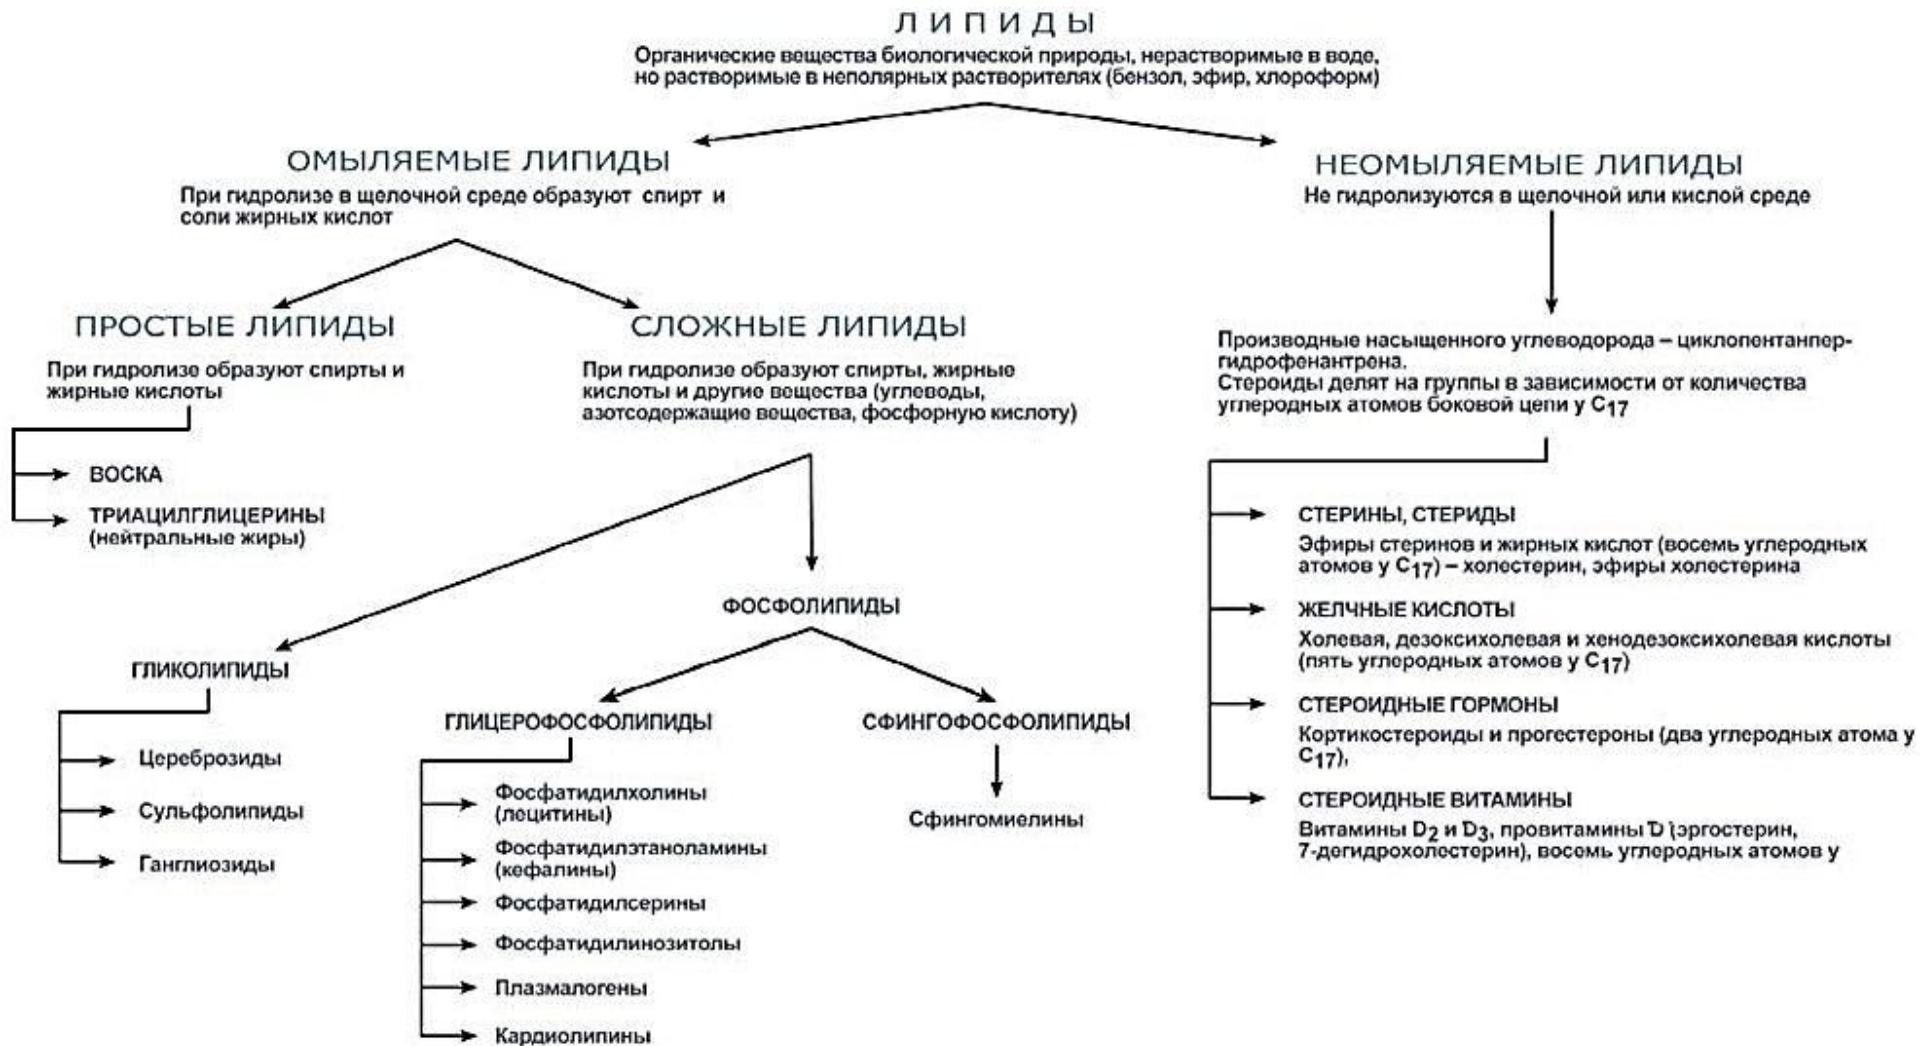 ЛИПИДЫ
Органические вещества биологической природы, нерастворимые в воде,
но растворимые в неполярных растворителях (бензол, эфир, хлороформ)
ОМЫЛЯЕМЫЕ ЛИПИДЫ
При гидролизе в щелочной среде образуют спирт и
соли жирных кислот
НЕОМЫЛЯЕМЫЕ ЛИПИДЫ
Не гидролизуются в щелочной или кислой среде
ПРОСТЫЕ ЛИПИДЫ
При гидролизе образуют спирты и
жирные кислоты
ВОСКА
ТРИАЦИЛГЛИЦЕРИНЫ
(нейтральные жиры)
СЛОЖНЫЕ ЛИПИДЫ
При гидролизе образуют спирты, жирные
кислоты и другие вещества (углеводы,
азотсодержащие вещества, фосфорную кислоту)
ГЛИКОЛИПИДЫ
Цереброзиды
Сульфолипиды
Ганглиозиды
ФОСФОЛИПИДЫ
ГЛИЦЕРОФОСФОЛИПИДЫ
Фосфатидилхолины
(лецитины)
Фосфатидилэтаноламины
(кефалины)
Фосфатидилсерины
Фосфатидилинозитолы
Плазмалогены
Кардиолипины
СФИНГОФОСФОЛИПИДЫ
Сфингомиелины
Производные насыщенного углеводорода – циклопентанпер-
гидрофенантрена.
Стероиды делят на группы в зависимости от количества
углеродных атомов боковой цепи у С17
СТЕРИНЫ, СТЕРИДЫ
Эфиры стеринов и жирных кислот (восемь углеродных
атомов у С17) – холестерин, эфиры холестерина
ЖЕЛЧНЫЕ КИСЛОТЫ
Холевая, дезоксихолевая и хенодезоксихолевая кислоты
(пять углеродных атомов у С17)
СТЕРОИДНЫЕ ГОРМОНЫ
Кортикостероиды и прогестероны (два углеродных атома у
С17),
СТЕРОИДНЫЕ ВИТАМИНЫ
Витамины D2 и D3, провитамины D (эргостерин,
7-дегидрохолестерин), восемь углеродных атомов у